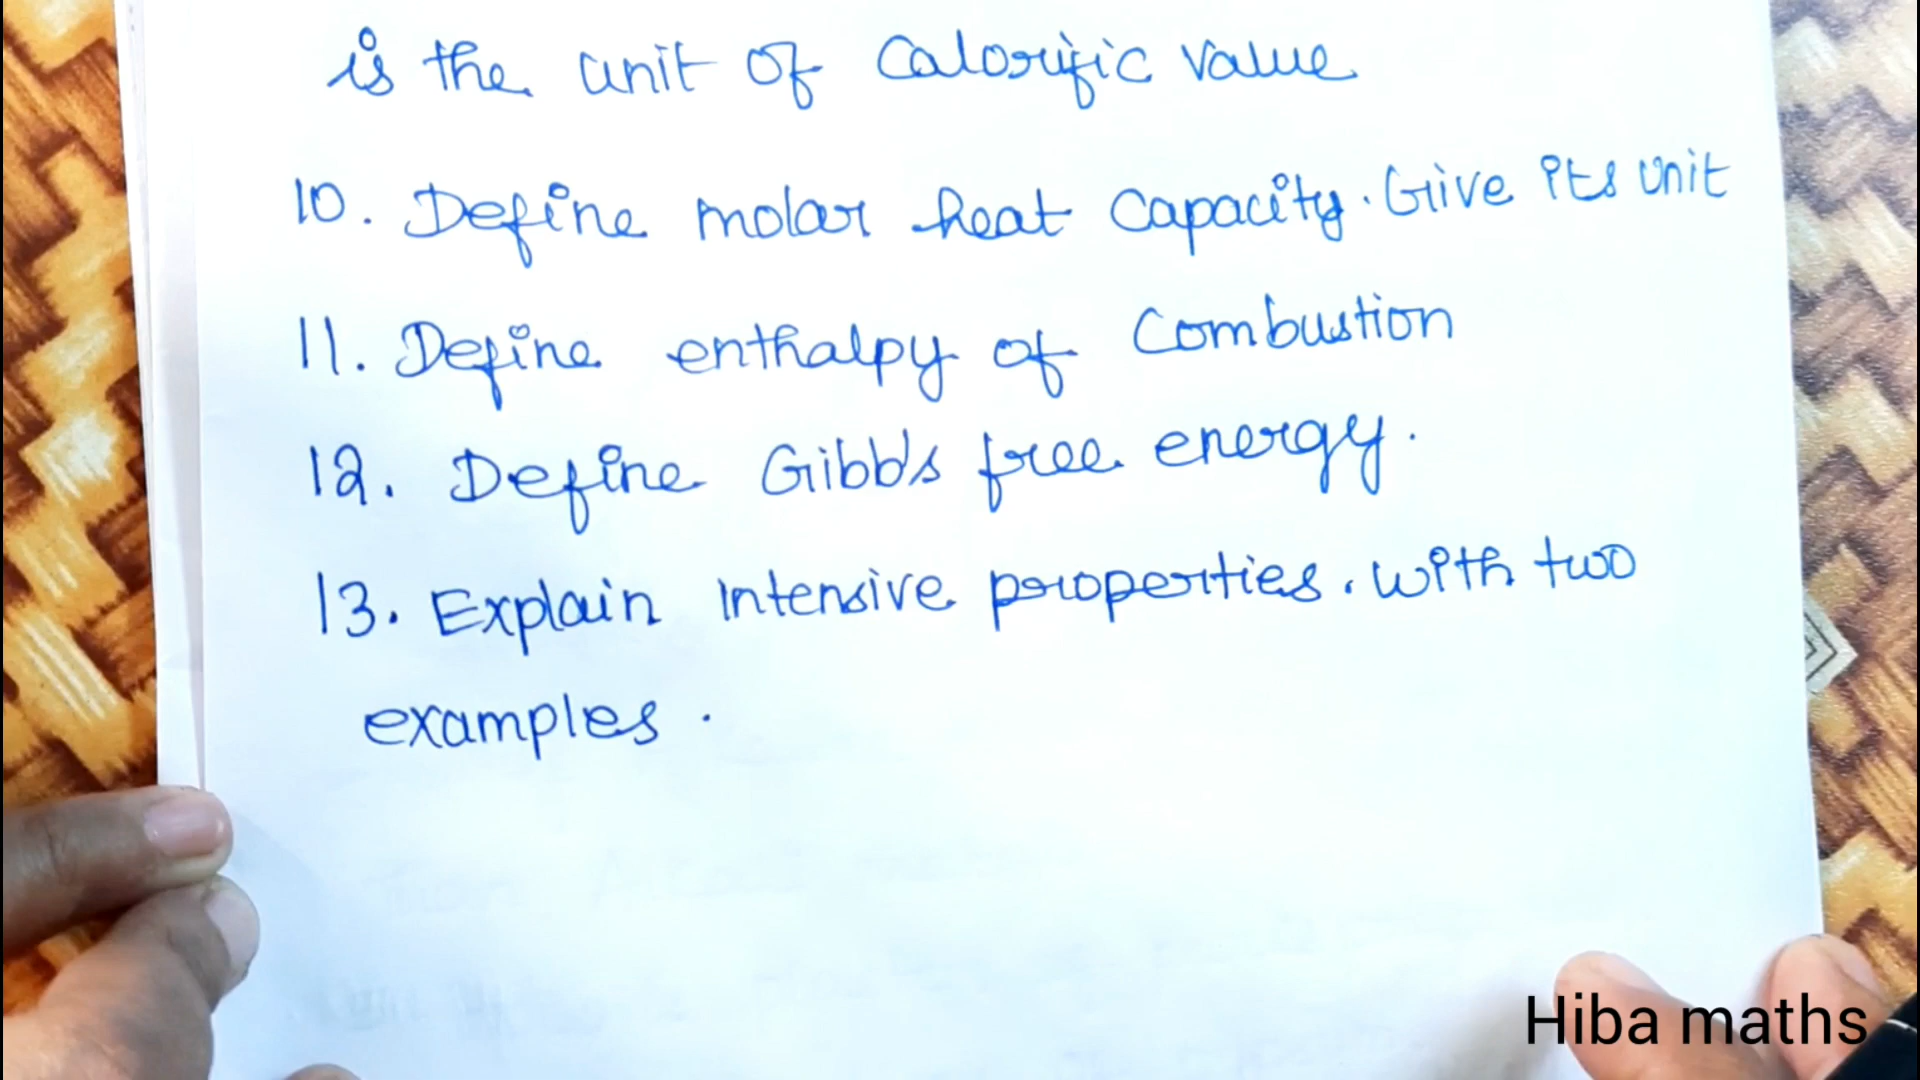 is the unit of Calorific value
10. Define molar heat capacity. Give its unit
11. Define enthalpy of Combustion
12. Define Gibb's free energy.
13. Explain Intensive properties. with two
examples.
Hiba maths